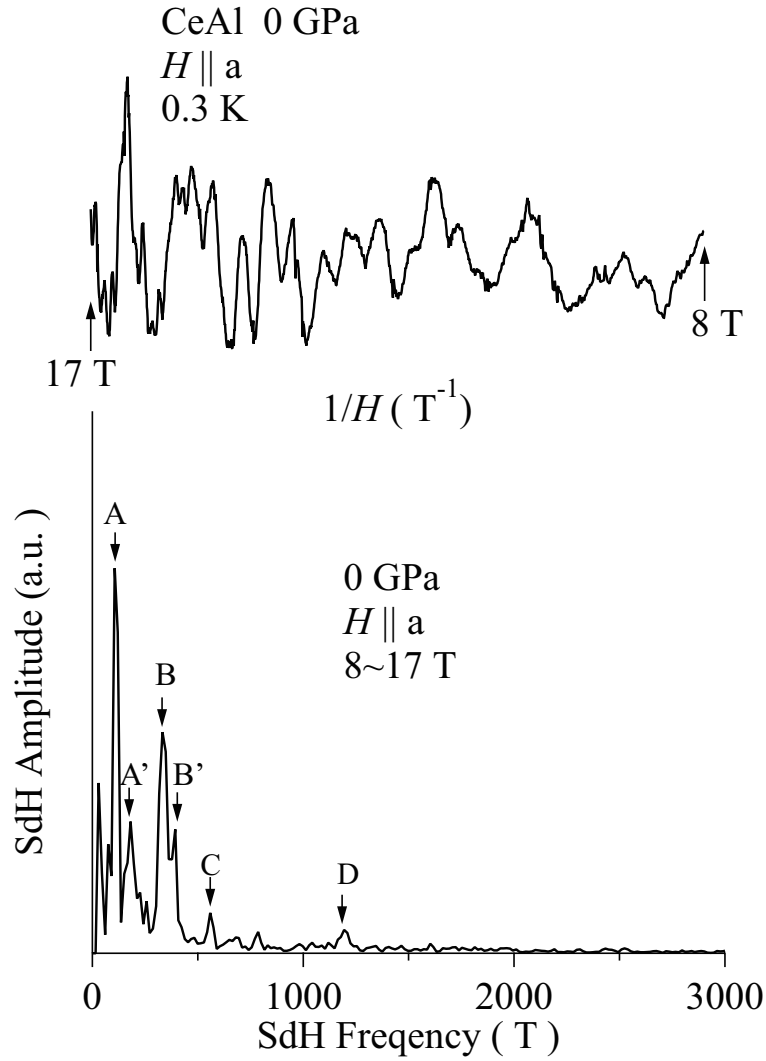 CeAl 0 GPa
H || a
0.3 K
17 T
8 T
1/H ( T⁻¹)
SdH Amplitude (a.u. )
A
A’
B
B’
C
D
0 GPa
H || a
8~17 T
0
1000
2000
3000
SdH Freqency ( T )